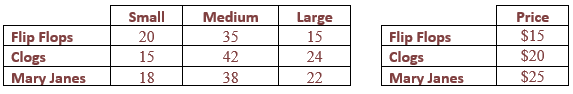 Small Medium Large
Flip Flops 20 35 15
Clogs 15 42 24
Mary Janes 18 38 22
Price
Flip Flops $15
Clogs $20
Mary Janes $25